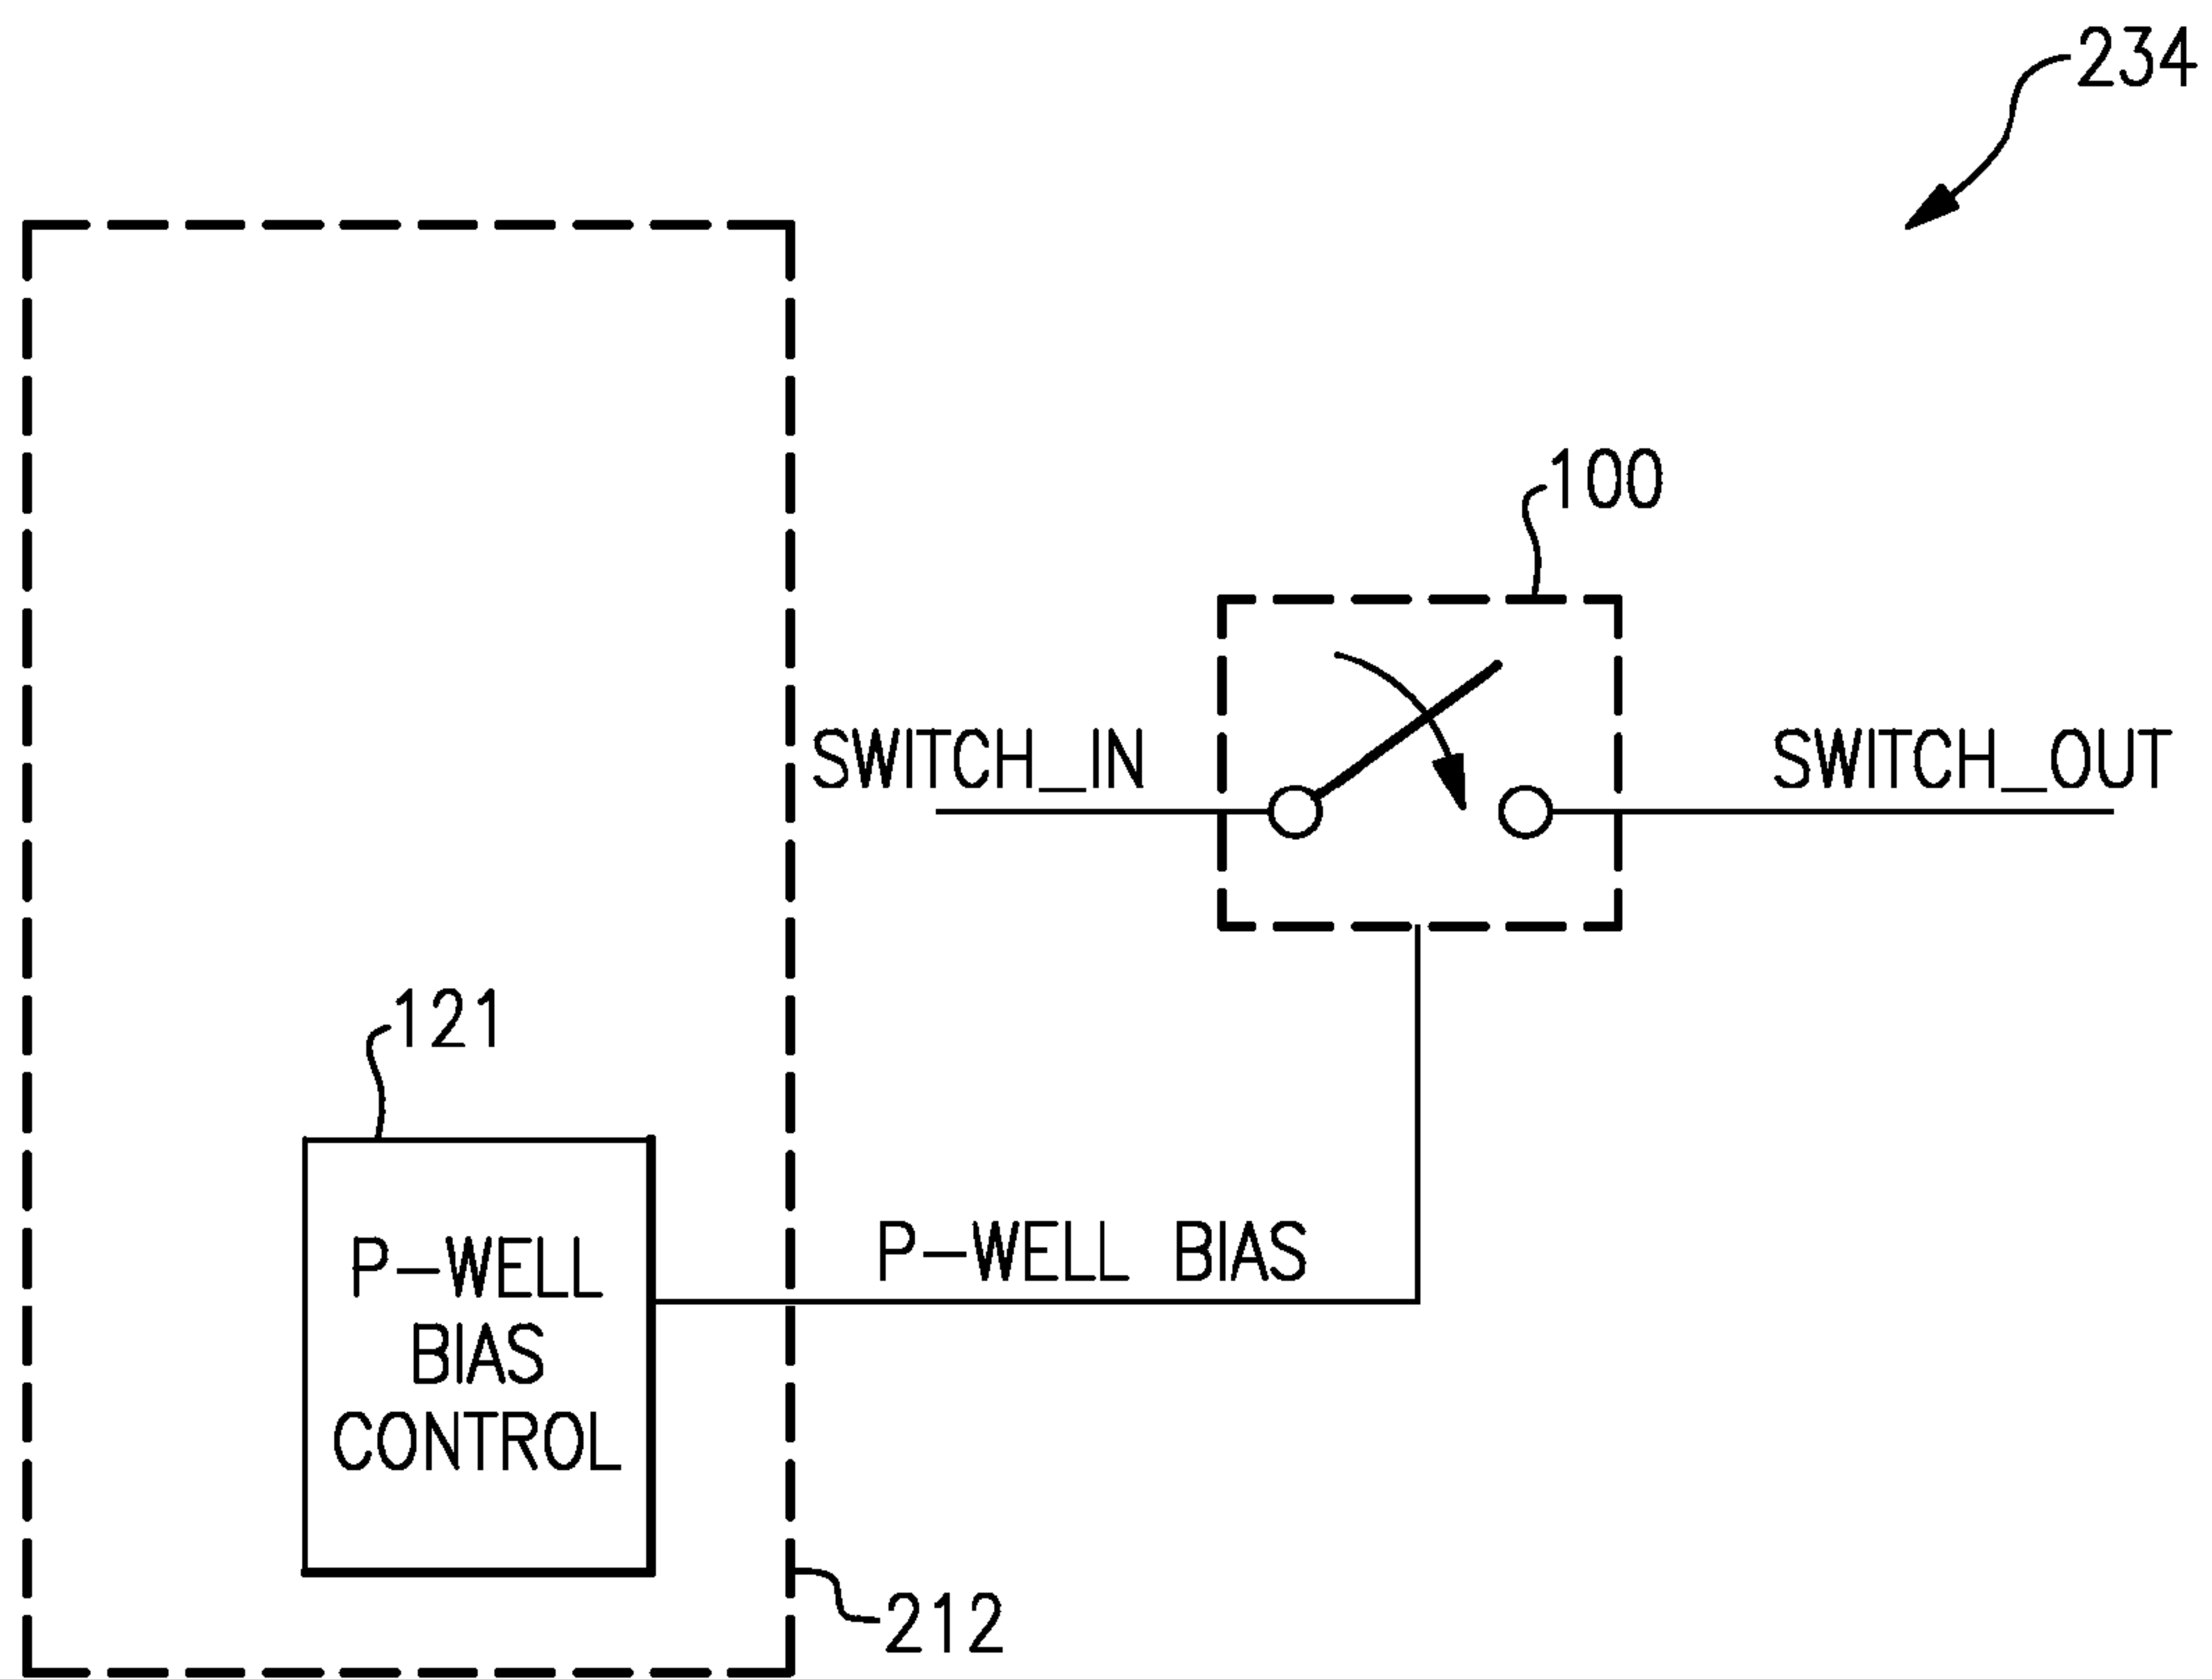 234
100
SWITCH_IN
SWITCH_OUT
121
P-WELL
BIAS
CONTROL
P-WELL BIAS
212